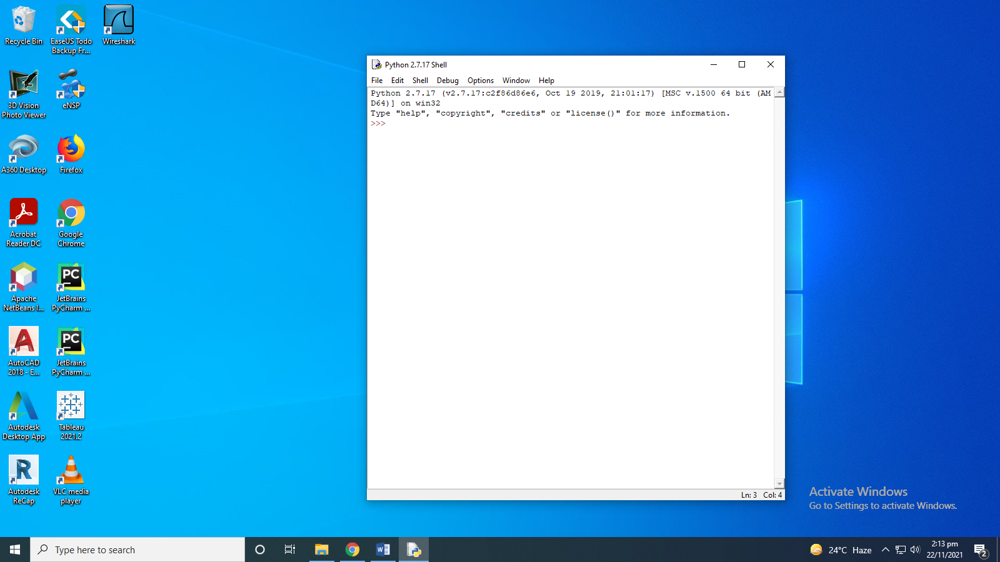 Recycle Bin
EaseUS Todo
Backup Fr...
Wireshark
3D Vision
Photo Viewer
eNSP
A360 Desktop
Firefox
Acrobat
Reader DC
Google
Chrome
Apache
NetBeans I...
PC
JetBrains
PyCharm ...
AutoCAD
2018 - E...
PC
JetBrains
PyCharm ...
Autodesk
Desktop App
Tableau
2021.2
Autodesk
ReCap
VLC media
player
Python 2.7.17 Shell
File Edit Shell Debug Options Window Help
Python 2.7.17 (v2.7.17:c2f86d86e6, Oct 19 2019, 21:01:17) [MSC v.1500 64 bit (AM
D64)] on win32
Type "help", "copyright", "credits" or "license()" for more information.
>>>
Ln: 3 Col: 4
Activate Windows
Go to Settings to activate Windows.
Type here to search
24°C Haze
2:13 pm
22/11/2021
2